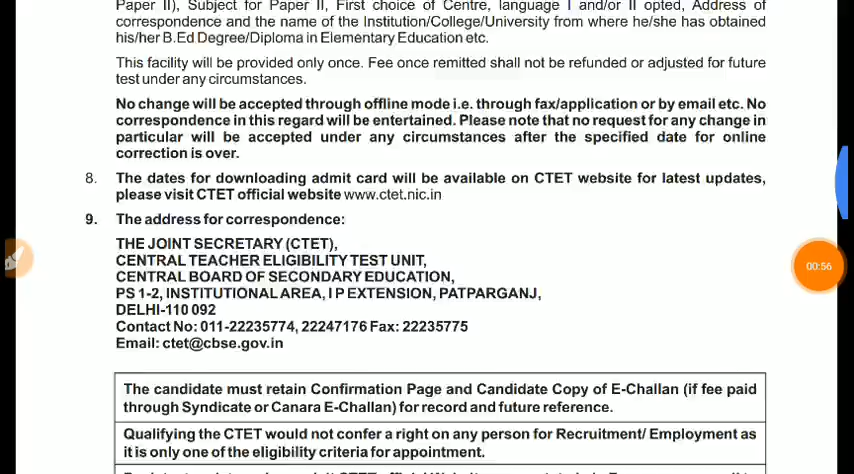 Paper II), Subject for Paper II, First choice of Centre, language I and/or II opted, Address of
correspondence and the name of the Institution/College/University from where he/she has obtained
his/her B.Ed Degree/Diploma in Elementary Education etc.
This facility will be provided only once. Fee once remitted shall not be refunded or adjusted for future
test under any circumstances.
No change will be accepted through offline mode i.e. through fax/application or by email etc. No
correspondence in this regard will be entertained. Please note that no request for any change in
particular will be accepted under any circumstances after the specified date for online
correction is over.
8. The dates for downloading admit card will be available on CTET website for latest updates,
please visit CTET official website www.ctet.nic.in
9. The address for correspondence:
THE JOINT SECRETARY (CTET),
CENTRAL TEACHER ELIGIBILITY TEST UNIT,
CENTRAL BOARD OF SECONDARY EDUCATION,
PS 1-2, INSTITUTIONAL AREA, I P EXTENSION, PATPARGANJ,
DELHI-110 092
Contact No: 011-22235774, 22247176 Fax: 22235775
Email: ctet@cbse.gov.in
00:56
The candidate must retain Confirmation Page and Candidate Copy of E-Challan (if fee paid
through Syndicate or Canara E-Challan) for record and future reference.
Qualifying the CTET would not confer a right on any person for Recruitment/ Employment as
it is only one of the eligibility criteria for appointment.